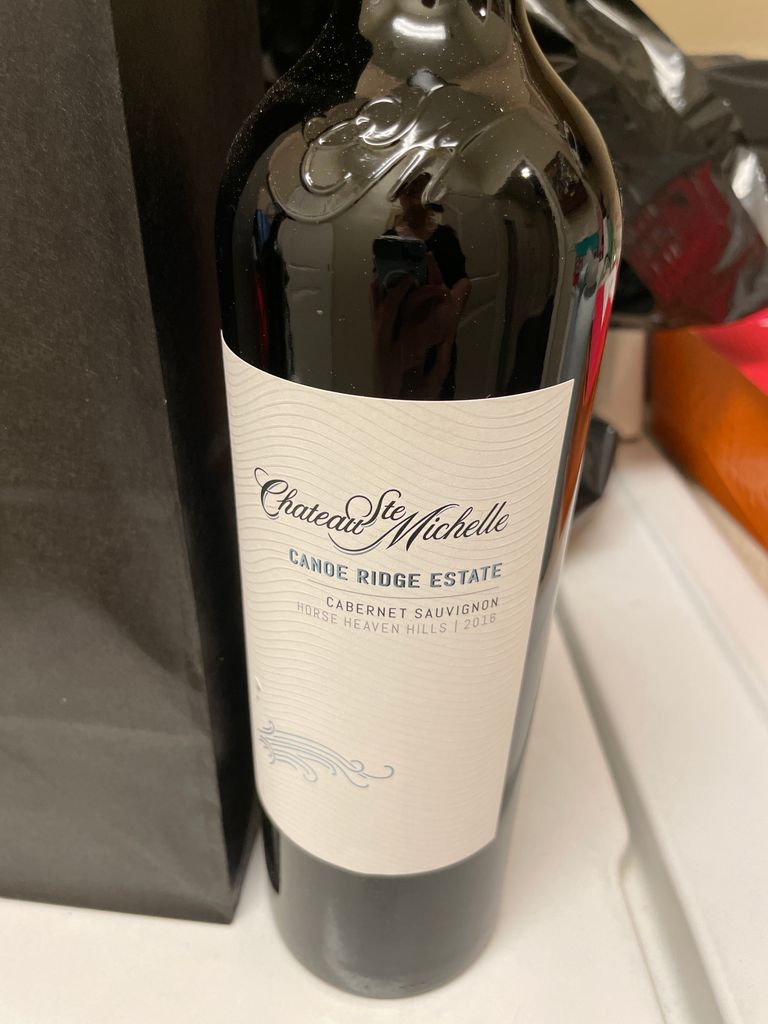 Chateau Ste Michelle
CANOE RIDGE ESTATE
CABERNET SAUVIGNON
HORSE HEAVEN HILLS | 2016